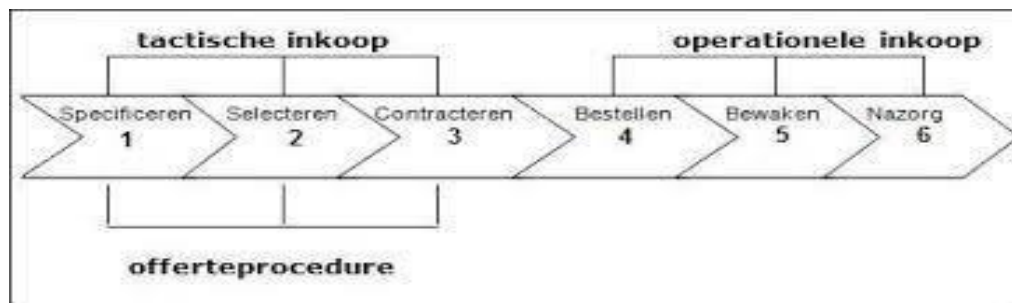 tactische inkoop operationele inkoop
Specificeren Selecteren Contracteren Bestellen Bewaken Nazorg
1 2 3 4 5 6
offerteprocedure